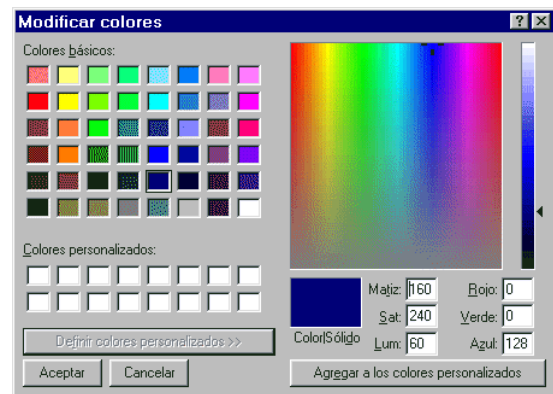 Modificar colores
Colores básicos:
Colores personalizados:
Definir colores personalizados >>
Aceptar Cancelar
Color|Sólido
Matiz: 160 Rojo: 0
Sat: 240 Verde: 0
Lum: 60 Azul: 128
Agregar a los colores personalizados